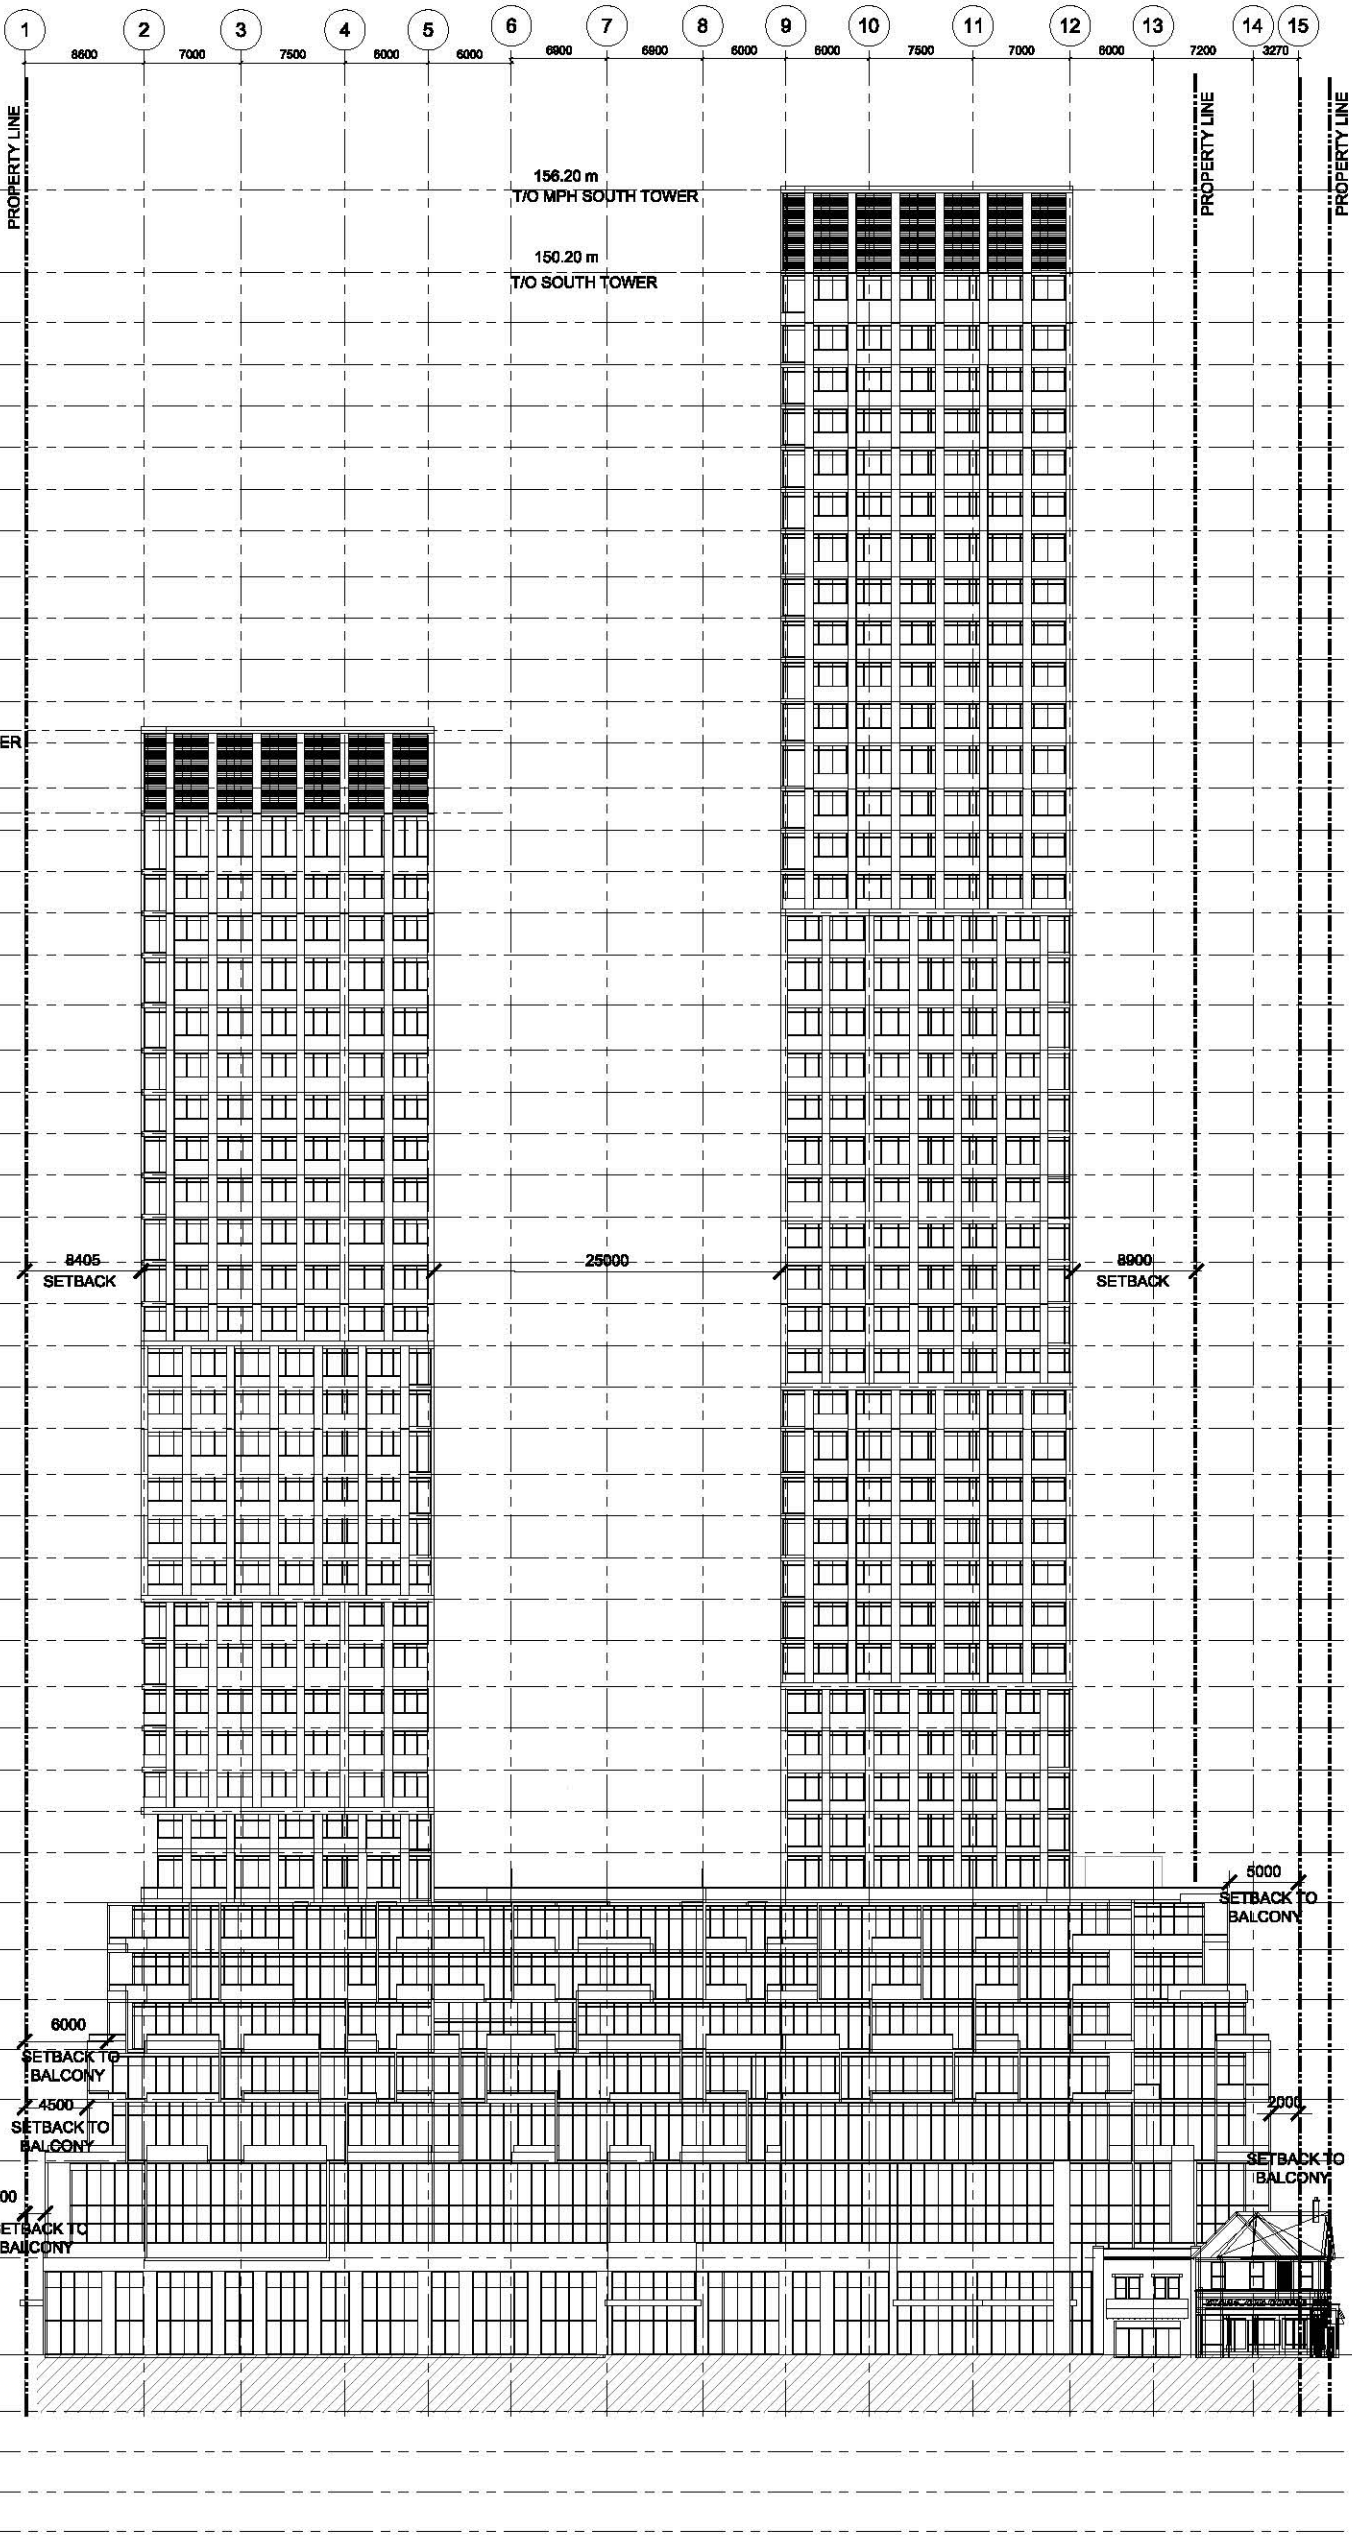 1 2 3 4 5 6 7 8 9 10 11 12 13 14 15
8600 7000 7500 6000 6000 6900 6900 6000 6000 7500 7000 6000 7200 3270
PROPERTY LINE
PROPERTY LINE
PROPERTY LINE
156.20 m
T/O MPH SOUTH TOWER
150.20 m
T/O SOUTH TOWER
ER
8405
SETBACK
25000
8900
SETBACK
5000
SETBACK TO
BALCONY
6000
SETBACK TO
BALCONY
4500
SETBACK TO
BALCONY
2000
SETBACK TO
BALCONY
00
ETBACK TO
BALCONY